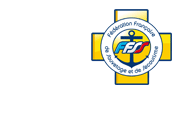 Fédération Française
FFSS
de Sauvetage et de Secourisme